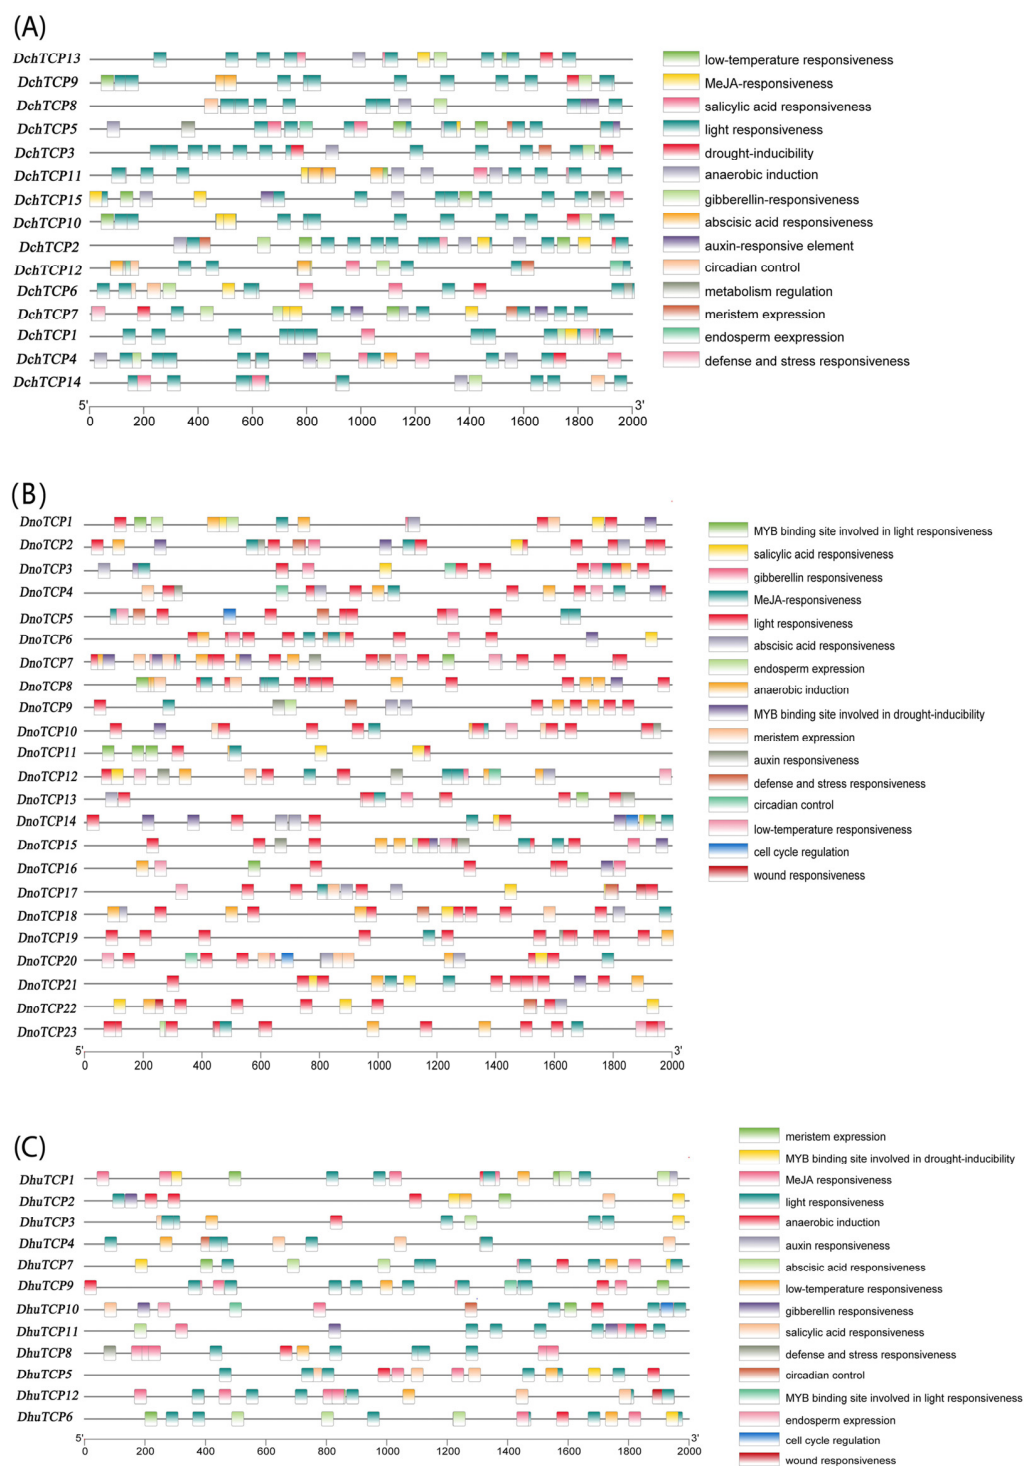 (A)
DchTCP13
DchTCP9
DchTCP8
DchTCP5
DchTCP3
DchTCP11
DchTCP15
DchTCP10
DchTCP2
DchTCP12
DchTCP6
DchTCP7
DchTCP1
DchTCP4
DchTCP14
5' 3'
0 200 400 600 800 1000 1200 1400 1600 1800 2000
low-temperature responsiveness
MeJA-responsiveness
salicylic acid responsiveness
light responsiveness
drought-inducibility
anaerobic induction
gibberellin-responsiveness
abscisic acid responsiveness
auxin-responsive element
circadian control
metabolism regulation
meristem expression
endosperm eexpression
defense and stress responsiveness
(B)
DnoTCP1
DnoTCP2
DnoTCP3
DnoTCP4
DnoTCP5
DnoTCP6
DnoTCP7
DnoTCP8
DnoTCP9
DnoTCP10
DnoTCP11
DnoTCP12
DnoTCP13
DnoTCP14
DnoTCP15
DnoTCP16
DnoTCP17
DnoTCP18
DnoTCP19
DnoTCP20
DnoTCP21
DnoTCP22
DnoTCP23
5' 3'
0 200 400 600 800 1000 1200 1400 1600 1800 2000
MYB binding site involved in light responsiveness
salicylic acid responsiveness
gibberellin responsiveness
MeJA-responsiveness
light responsiveness
abscisic acid responsiveness
endosperm expression
anaerobic induction
MYB binding site involved in drought-inducibility
meristem expression
auxin responsiveness
defense and stress responsiveness
circadian control
low-temperature responsiveness
cell cycle regulation
wound responsiveness
(C)
DhuTCP1
DhuTCP2
DhuTCP3
DhuTCP4
DhuTCP7
DhuTCP9
DhuTCP10
DhuTCP11
DhuTCP8
DhuTCP5
DhuTCP12
DhuTCP6
5' 3'
0 200 400 600 800 1000 1200 1400 1600 1800 2000
meristem expression
MYB binding site involved in drought-inducibility
MeJA responsiveness
light responsiveness
anaerobic induction
auxin responsiveness
abscisic acid responsiveness
low-temperature responsiveness
gibberellin responsiveness
salicylic acid responsiveness
defense and stress responsiveness
circadian control
MYB binding site involved in light responsiveness
endosperm expression
cell cycle regulation
wound responsiveness